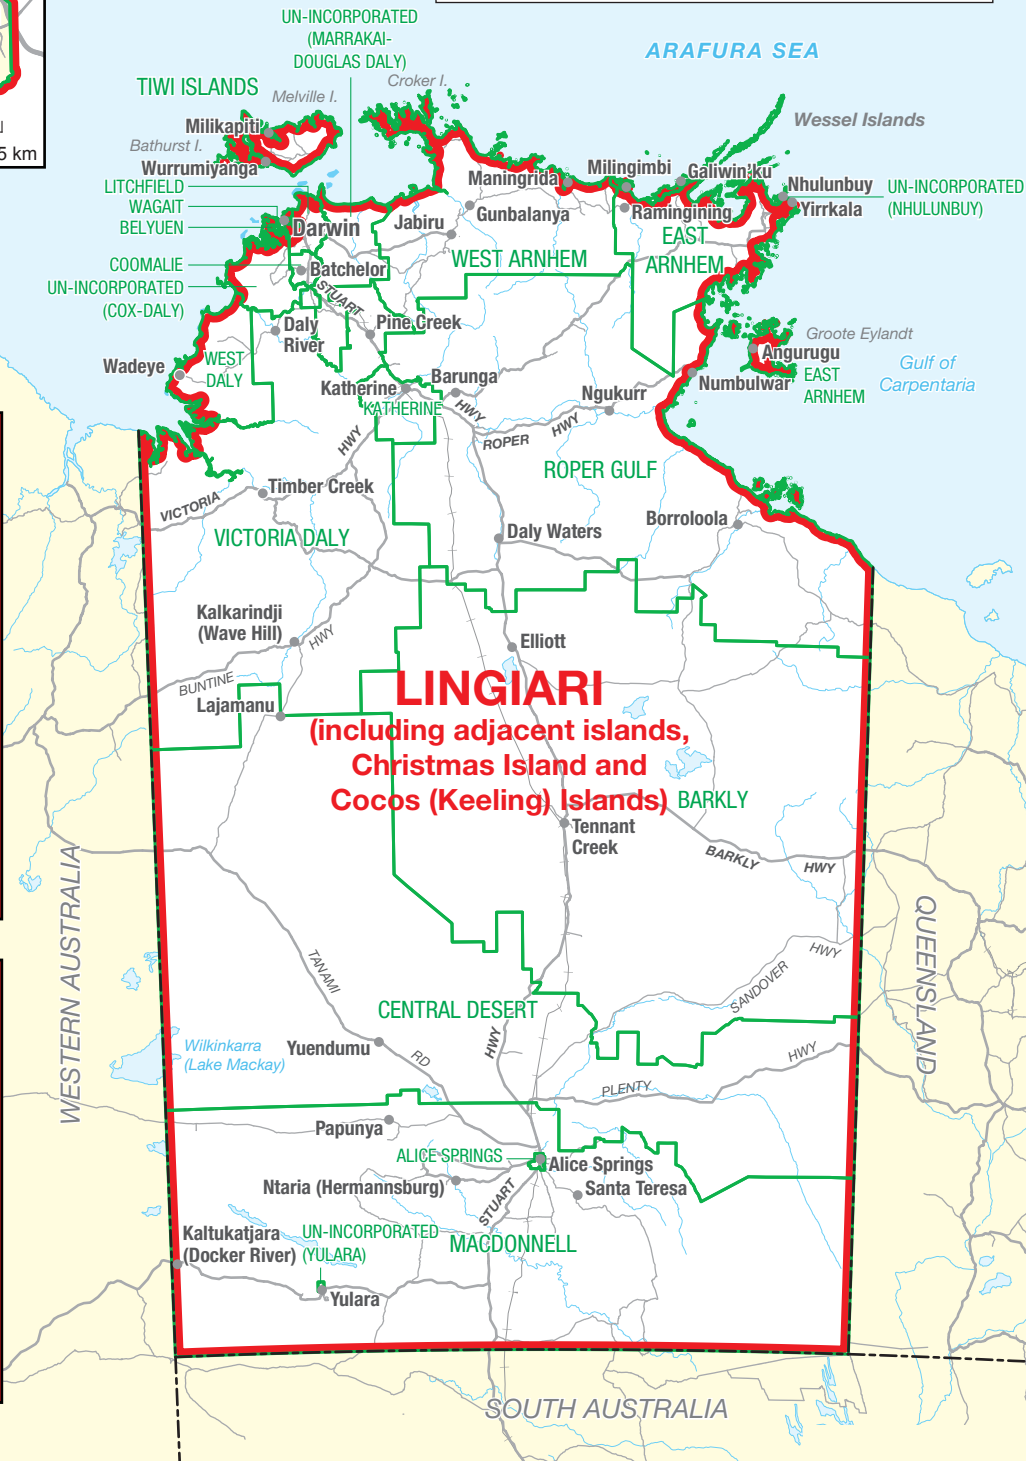 UN-INCORPORATED
(MARRAKAI-
DOUGLAS DALY)
ARAFURA SEA
TIWI ISLANDS
Croker I.
Melville I.
5 km
Milikapiti
Wessel Islands
Bathurst I.
Wurrumiyanga
Maningrida
Milingimbi
Galiwin'ku
LITCHFIELD
Nhulunbuy
UN-INCORPORATED
(NHULUNBUY)
WAGAIT
Yirrkala
BELYUEN
Darwin
Jabiru
Gunbalanya
Ramingining
EAST
ARNHEM
WEST ARNHEM
COOMALIE
Batchelor
UN-INCORPORATED
(COX-DALY)
STUART
Daly
River
Pine Creek
Groote Eylandt
Angurugu
EAST
ARNHEM
Gulf of
Carpentaria
Wadeye
WEST
DALY
Katherine
Barunga
Numbulwar
KATHERINE
HWY
Ngukurr
HWY
ROPER
HWY
ROPER GULF
Timber Creek
VICTORIA
VICTORIA DALY
Daly Waters
Borroloola
Kalkarindji
(Wave Hill)
HWY
Elliott
BUNTINE
Lajamanu
LINGIARI
(including adjacent islands,
Christmas Island and
Cocos (Keeling) Islands)
BARKLY
Tennant
Creek
BARKLY
HWY
WESTERN AUSTRALIA
QUEENSLAND
HWY
TANAMI
SANDOVER
CENTRAL DESERT
Wilkinkarra
(Lake Mackay)
Yuendumu
RD
HWY
HWY
PLENTY
Papunya
ALICE SPRINGS
Alice Springs
Ntaria (Hermannsburg)
Santa Teresa
STUART
Kaltukatjara
(Docker River)
UN-INCORPORATED
(YULARA)
MACDONNELL
Yulara
SOUTH AUSTRALIA